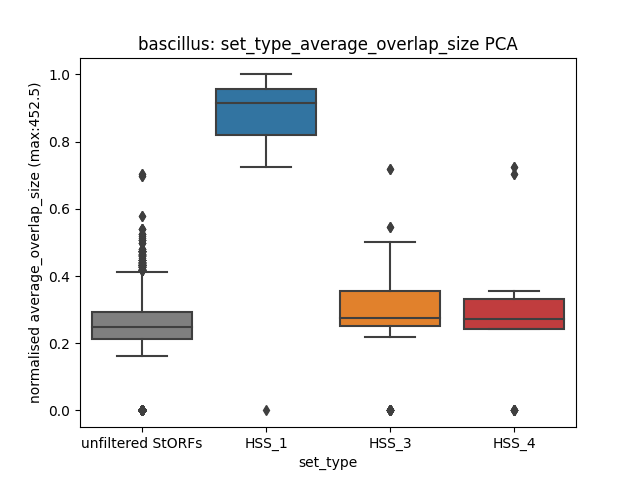 bascillus: set_type_average_overlap_size PCA
normalised average_overlap_size (max:452.5)
1.0
0.8
0.6
0.4
0.2
0.0
unfiltered StORFs HSS_1 HSS_3 HSS_4
set_type